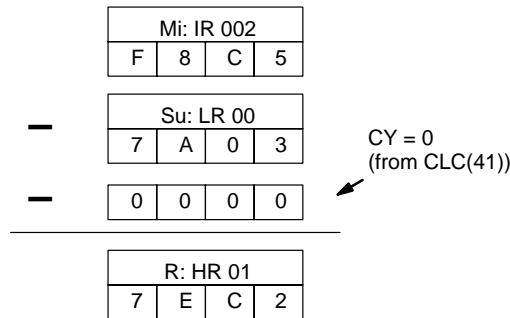 Mi: IR 002
F 8 C 5
− Su: LR 00
7 A 0 3
CY = 0
(from CLC(41))
− 0 0 0 0
R: HR 01
7 E C 2